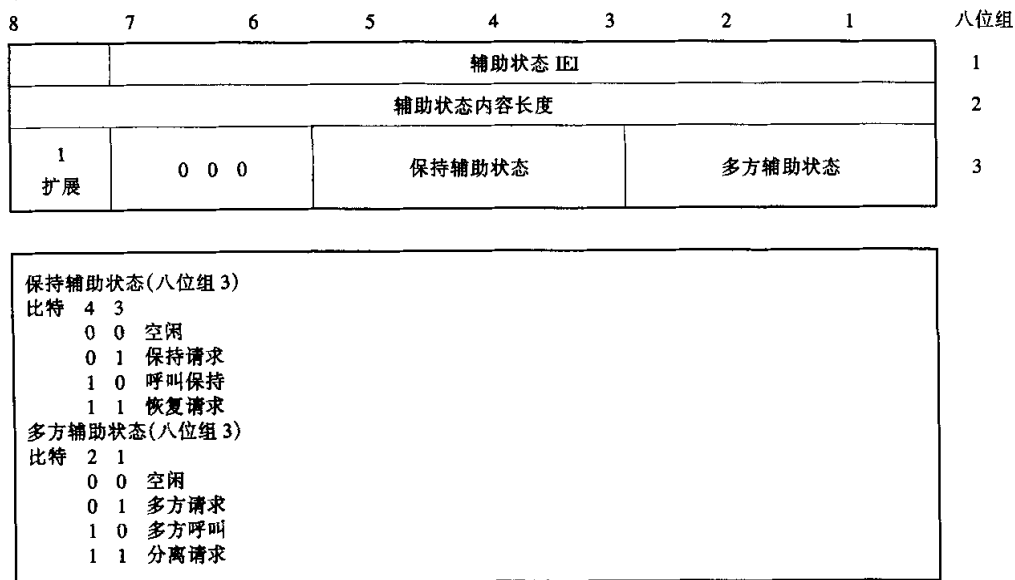 8 7 6 5 4 3 2 1 八位组
辅助状态 IEI 1
辅助状态内容长度 2
1
扩展 0 0 0 保持辅助状态 多方辅助状态 3
保持辅助状态(八位组 3)
比特 4 3
0 0 空闲
0 1 保持请求
1 0 呼叫保持
1 1 恢复请求
多方辅助状态(八位组 3)
比特 2 1
0 0 空闲
0 1 多方请求
1 0 多方呼叫
1 1 分离请求